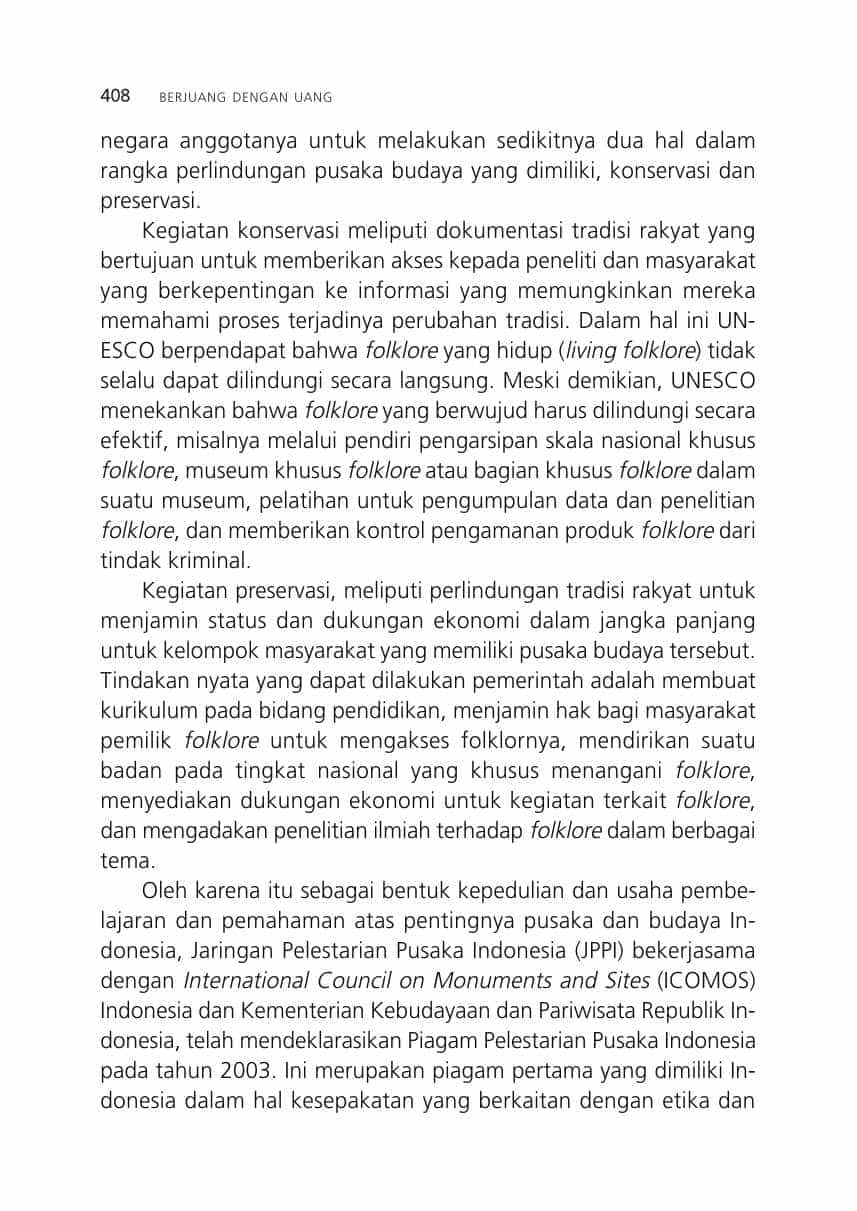 408 BERJUANG DENGAN UANG
negara anggotanya untuk melakukan sedikitnya dua hal dalam
rangka perlindungan pusaka budaya yang dimiliki, konservasi dan
preservasi.
Kegiatan konservasi meliputi dokumentasi tradisi rakyat yang
bertujuan untuk memberikan akses kepada peneliti dan masyarakat
yang berkepentingan ke informasi yang memungkinkan mereka
memahami proses terjadinya perubahan tradisi. Dalam hal ini UN-
ESCO berpendapat bahwa folklore yang hidup (living folklore) tidak
selalu dapat dilindungi secara langsung. Meski demikian, UNESCO
menekankan bahwa folklore yang berwujud harus dilindungi secara
efektif, misalnya melalui pendiri pengarsipan skala nasional khusus
folklore, museum khusus folklore atau bagian khusus folklore dalam
suatu museum, pelatihan untuk pengumpulan data dan penelitian
folklore, dan memberikan kontrol pengamanan produk folklore dari
tindak kriminal.
Kegiatan preservasi, meliputi perlindungan tradisi rakyat untuk
menjamin status dan dukungan ekonomi dalam jangka panjang
untuk kelompok masyarakat yang memiliki pusaka budaya tersebut.
Tindakan nyata yang dapat dilakukan pemerintah adalah membuat
kurikulum pada bidang pendidikan, menjamin hak bagi masyarakat
pemilik folklore untuk mengakses folklornya, mendirikan suatu
badan pada tingkat nasional yang khusus menangani folklore,
menyediakan dukungan ekonomi untuk kegiatan terkait folklore,
dan mengadakan penelitian ilmiah terhadap folklore dalam berbagai
tema.
Oleh karena itu sebagai bentuk kepedulian dan usaha pembe-
lajaran dan pemahaman atas pentingnya pusaka dan budaya In-
donesia, Jaringan Pelestarian Pusaka Indonesia (JPPI) bekerjasama
dengan International Council on Monuments and Sites (ICOMOS)
Indonesia dan Kementerian Kebudayaan dan Pariwisata Republik In-
donesia, telah mendeklarasikan Piagam Pelestarian Pusaka Indonesia
pada tahun 2003. Ini merupakan piagam pertama yang dimiliki In-
donesia dalam hal kesepakatan yang berkaitan dengan etika dan